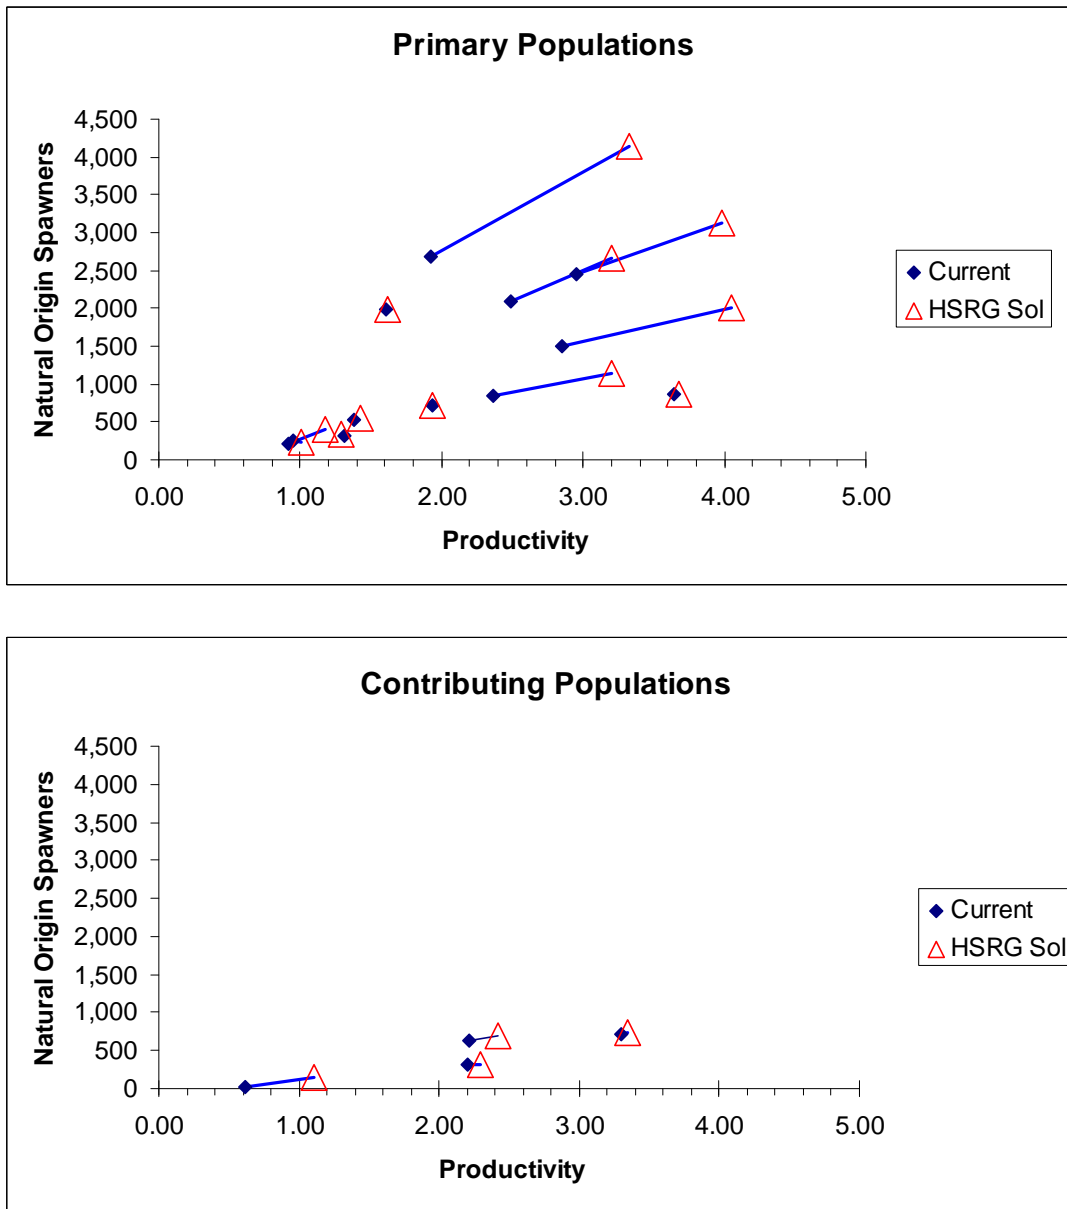 Primary Populations
4,500
4,000
3,500
3,000
2,500
2,000
1,500
1,000
500
0
Natural Origin Spawners
0.00 1.00 2.00 3.00 4.00 5.00
Productivity
Current
HSRG Sol
Contributing Populations
4,500
4,000
3,500
3,000
2,500
2,000
1,500
1,000
500
0
Natural Origin Spawners
0.00 1.00 2.00 3.00 4.00 5.00
Productivity
Current
HSRG Sol